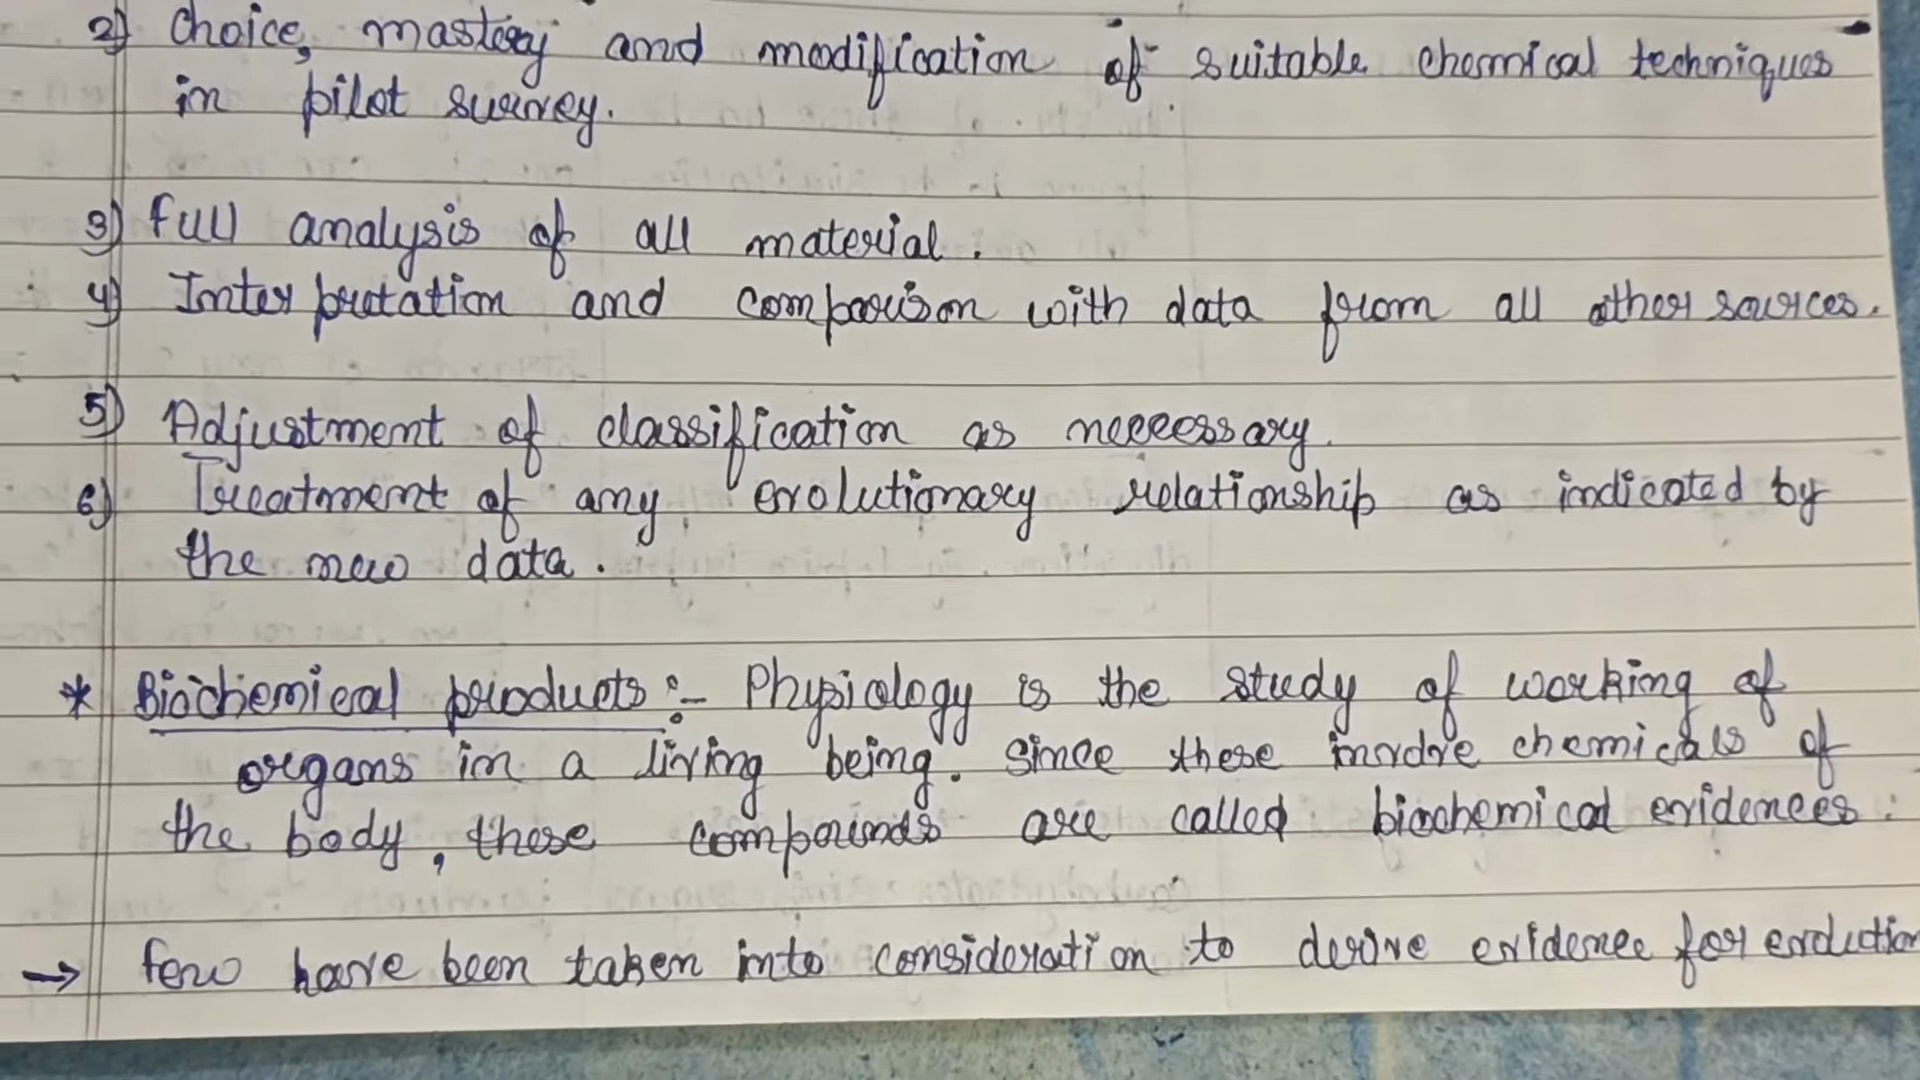 2) Choice, mastery and modification of suitable chemical techniques
in pilot survey.
3) Full analysis of all material.
4) Inter pretation and comparison with data from all other sources.
5) Adjustment of classification as neccessary.
6) Treatment of any evolutionary relationship as indicated by
the new data.
* Biochemical products :- Physiology is the study of working of
organs in a living being. Since these involve chemicals of
the body, these compounds are called biochemical evidences.
→ Few have been taken into consideration to derive evidence for evolution